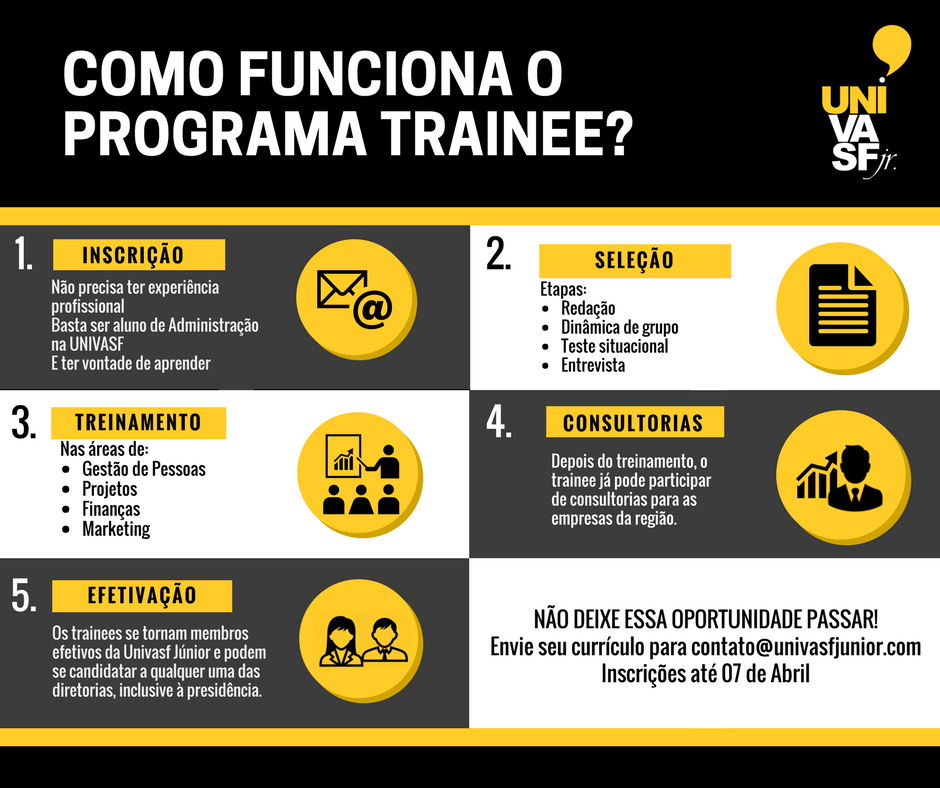 COMO FUNCIONA O
PROGRAMA TRAINEE?
UNI
VA
SF jr.
1. INSCRIÇÃO
Não precisa ter experiência
profissional
Basta ser aluno de Administração
na UNIVASF
E ter vontade de aprender
@
2. SELEÇÃO
Etapas:
• Redação
• Dinâmica de grupo
• Teste situacional
• Entrevista
3. TREINAMENTO
Nas áreas de:
• Gestão de Pessoas
• Projetos
• Finanças
• Marketing
4. CONSULTORIAS
Depois do treinamento, o
trainee já pode participar
de consultorias para as
empresas da região.
5. EFETIVAÇÃO
Os trainees se tornam membros
efetivos da Univasf Júnior e podem
se candidatar a qualquer uma das
diretorias, inclusive à presidência.
NÃO DEIXE ESSA OPORTUNIDADE PASSAR!
Envie seu currículo para contato@univasfjunior.com
Inscrições até 07 de Abril